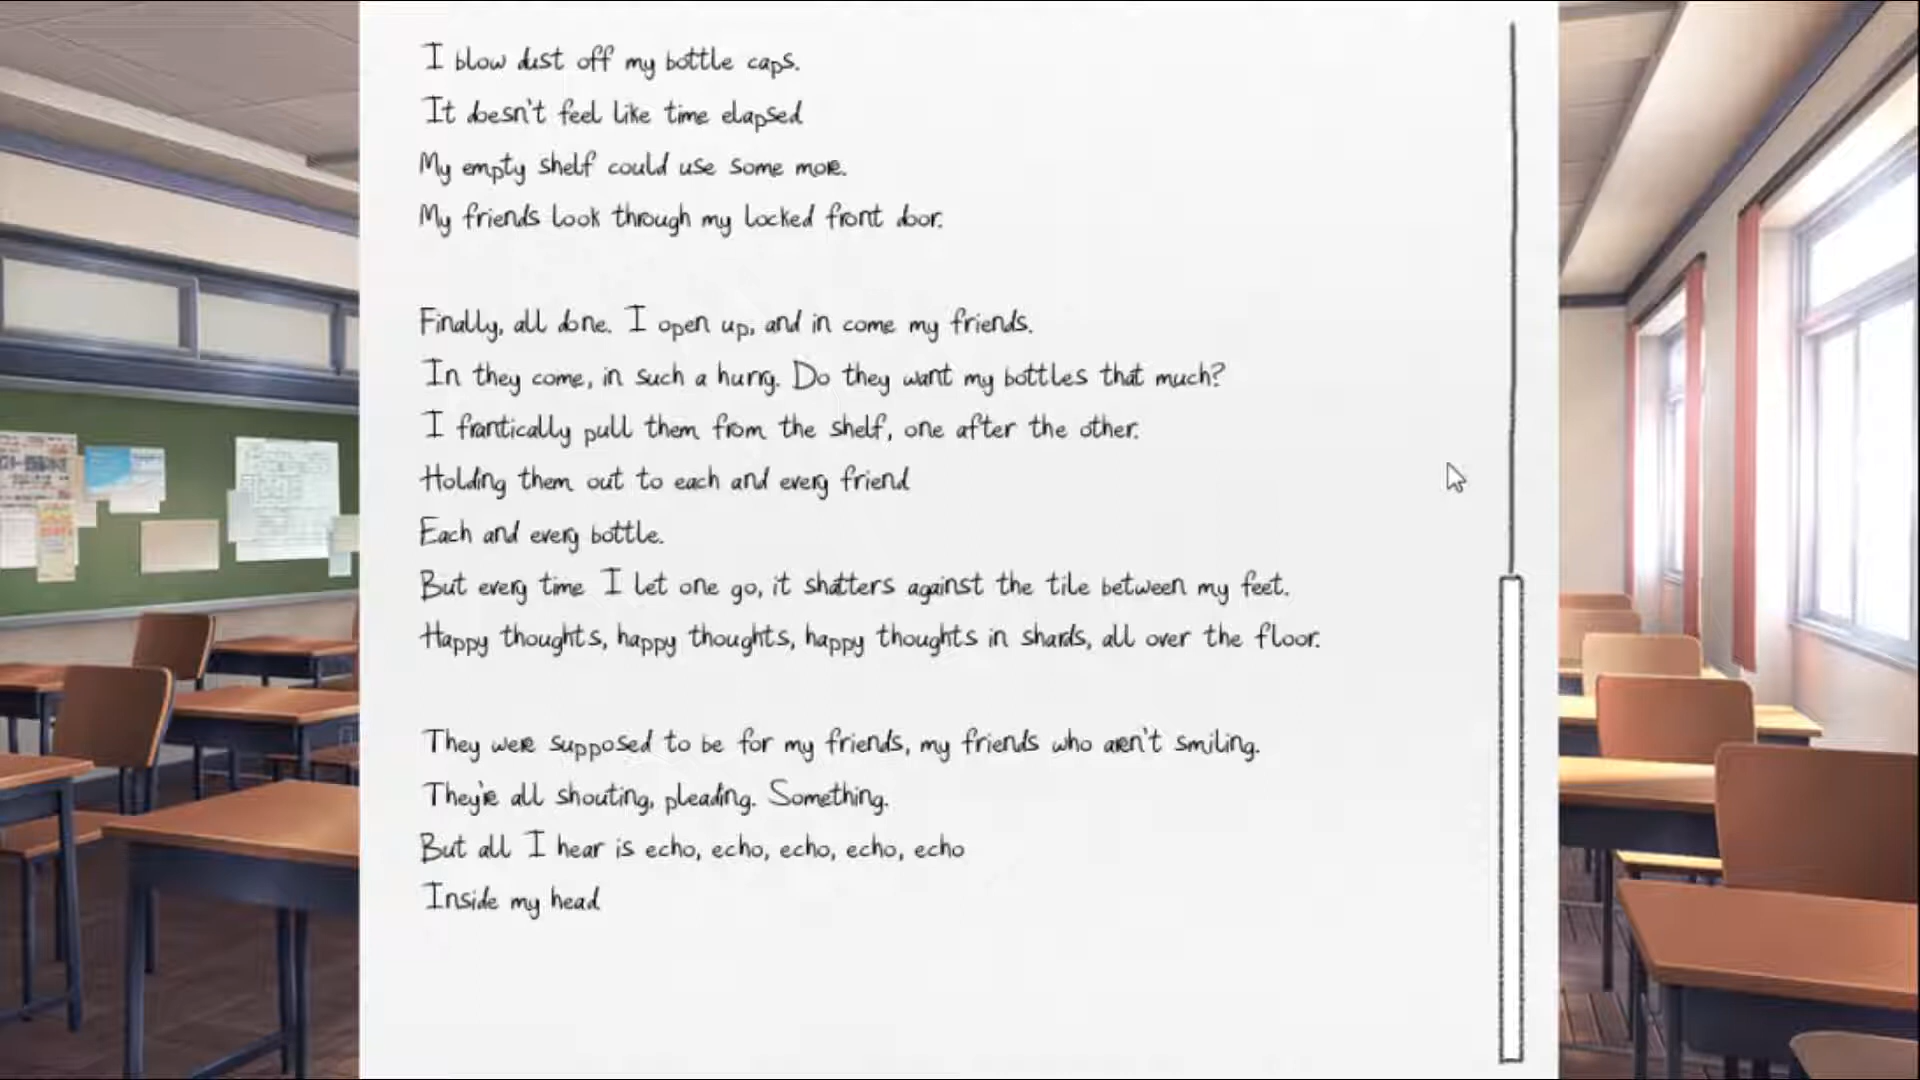 I blow dust off my bottle caps.
It doesn't feel like time elapsed
My empty shelf could use some more.
My friends look through my locked front door.
Finally, all done. I open up, and in come my friends.
In they come, in such a hurry. Do they want my bottles that much?
I frantically pull them from the shelf, one after the other.
Holding them out to each and every friend
Each and every bottle.
But every time I let one go, it shatters against the tile between my feet.
Happy thoughts, happy thoughts, happy thoughts in shards, all over the floor.
They were supposed to be for my friends, my friends who aren't smiling.
They're all shouting, pleading. Something.
But all I hear is echo, echo, echo, echo, echo
Inside my head